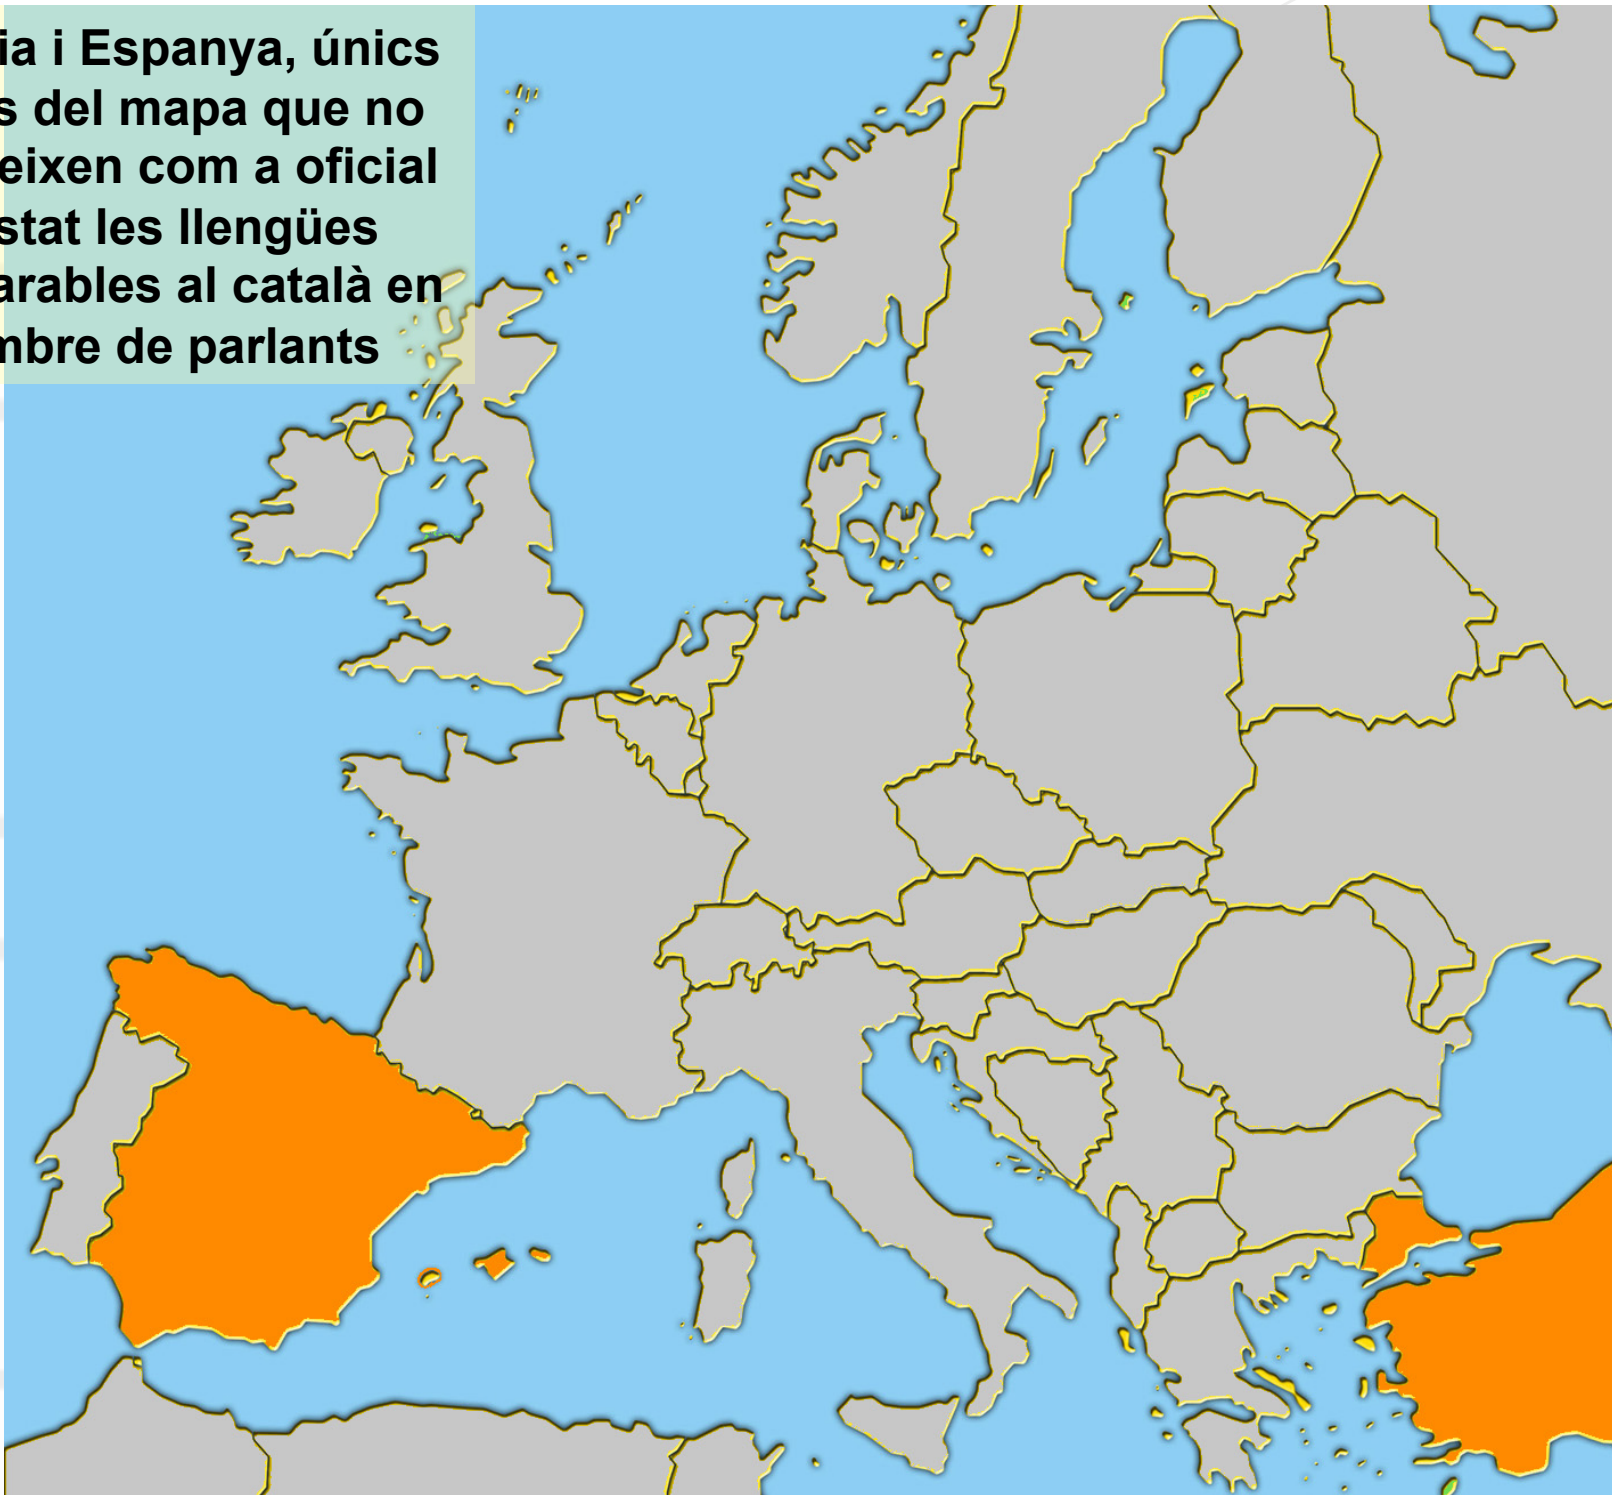 ia i Espanya, únics
s del mapa que no
eixen com a oficial
stat les llengües
arables al català en
mbre de parlants